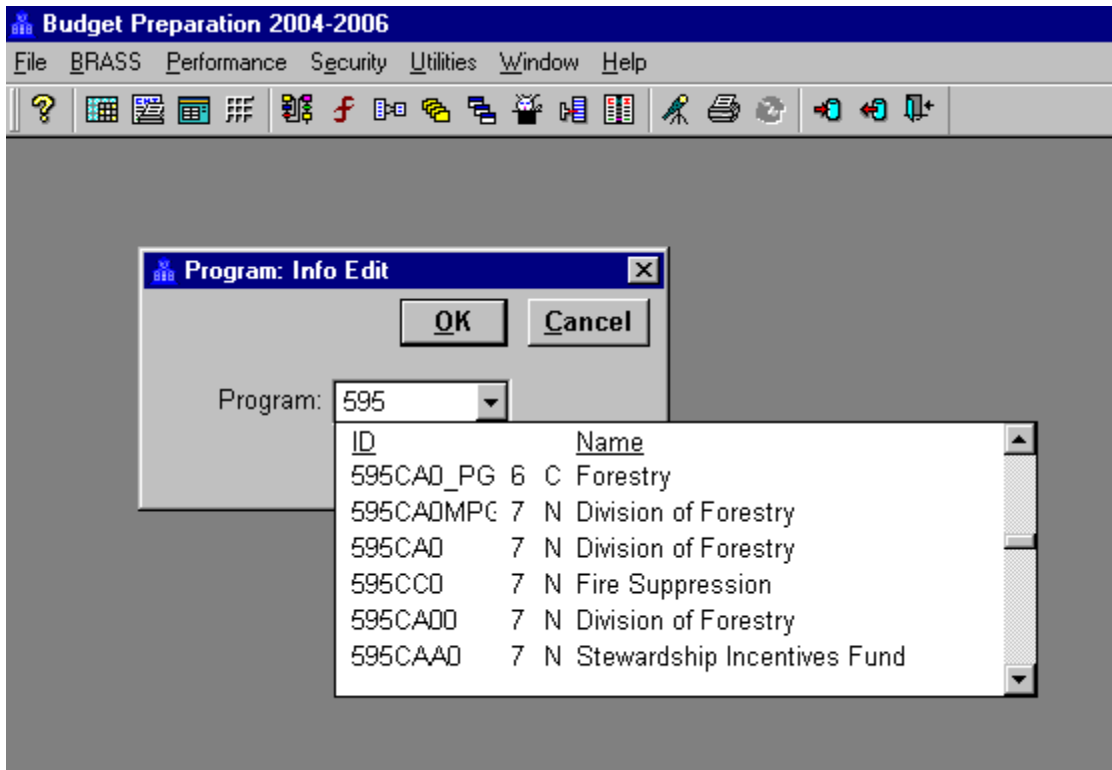 Budget Preparation 2004-2006
File BRASS Performance Security Utilities Window Help
Program: Info Edit
OK Cancel
Program: 595
ID Name
595CA0_PG 6 C Forestry
595CA0MPG 7 N Division of Forestry
595CA0 7 N Division of Forestry
595CC0 7 N Fire Suppression
595CA00 7 N Division of Forestry
595CAA0 7 N Stewardship Incentives Fund